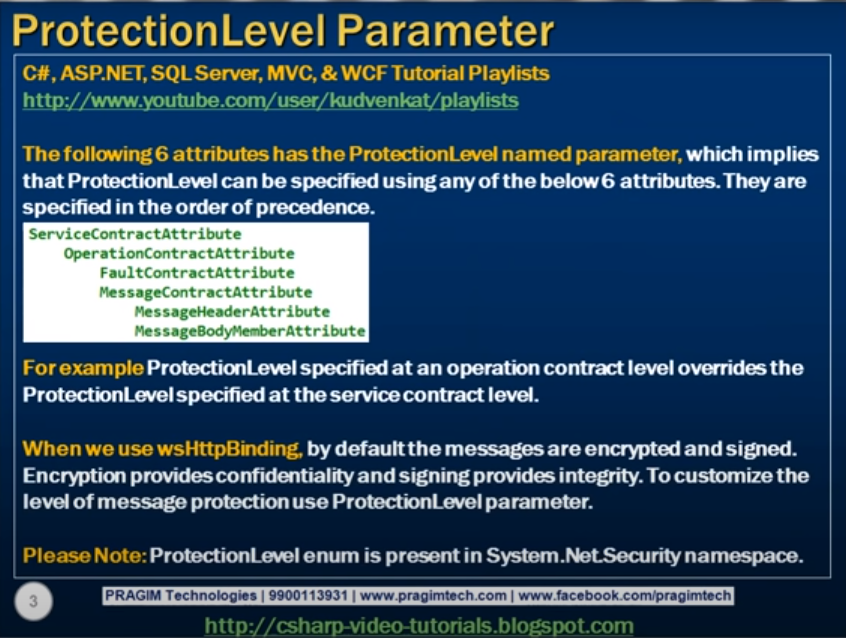 ProtectionLevel Parameter
C#, ASP.NET, SQL Server, MVC, & WCF Tutorial Playlists
http://www.youtube.com/user/kudvenkat/playlists
The following 6 attributes has the ProtectionLevel named parameter, which implies
that ProtectionLevel can be specified using any of the below 6 attributes. They are
specified in the order of precedence.
ServiceContractAttribute
OperationContractAttribute
FaultContractAttribute
MessageContractAttribute
MessageHeaderAttribute
MessageBodyMemberAttribute
For example ProtectionLevel specified at an operation contract level overrides the
ProtectionLevel specified at the service contract level.
When we use wsHttpBinding, by default the messages are encrypted and signed.
Encryption provides confidentiality and signing provides integrity. To customize the
level of message protection use ProtectionLevel parameter.
Please Note: ProtectionLevel enum is present in System.Net.Security namespace.
3
PRAGIM Technologies | 9900113931 | www.pragimtech.com | www.facebook.com/pragimtech
http://csharp-video-tutorials.blogspot.com